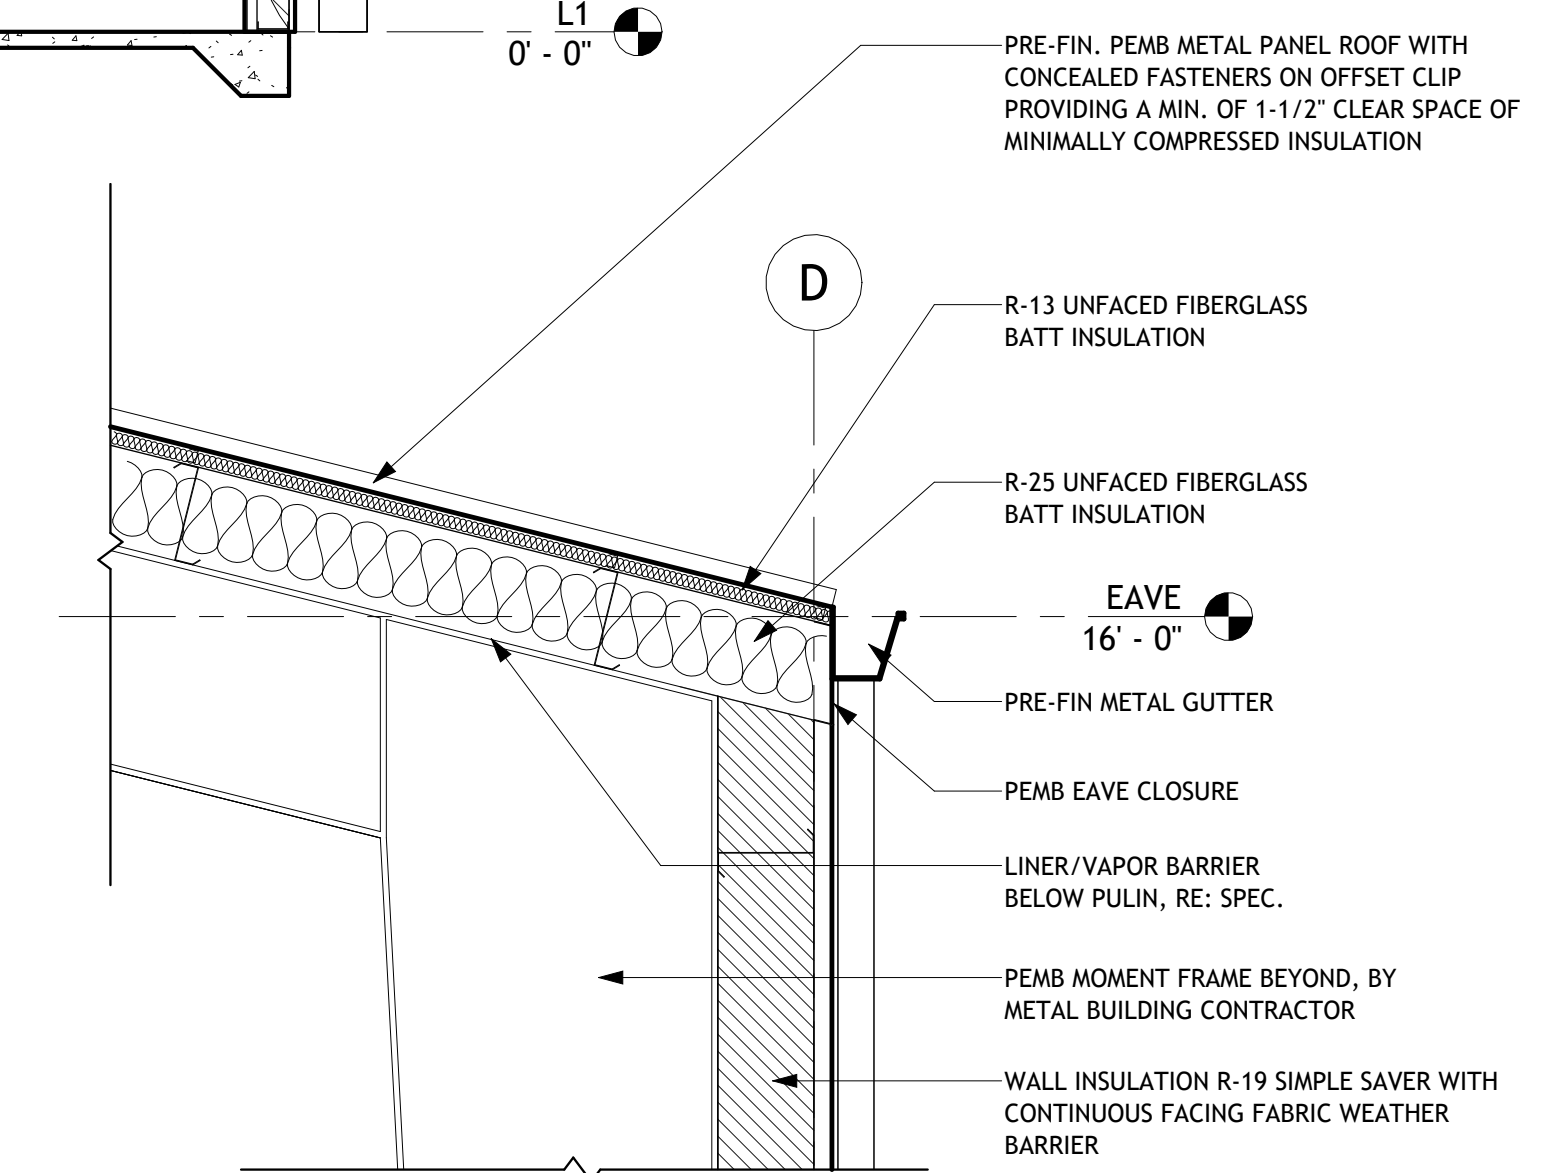 L1
0' - 0"
PRE-FIN. PEMB METAL PANEL ROOF WITH
CONCEALED FASTENERS ON OFFSET CLIP
PROVIDING A MIN. OF 1-1/2" CLEAR SPACE OF
MINIMALLY COMPRESSED INSULATION
D
R-13 UNFACED FIBERGLASS
BATT INSULATION
R-25 UNFACED FIBERGLASS
BATT INSULATION
EAVE
16' - 0"
PRE-FIN METAL GUTTER
PEMB EAVE CLOSURE
LINER/VAPOR BARRIER
BELOW PULIN, RE: SPEC.
PEMB MOMENT FRAME BEYOND, BY
METAL BUILDING CONTRACTOR
WALL INSULATION R-19 SIMPLE SAVER WITH
CONTINUOUS FACING FABRIC WEATHER
BARRIER